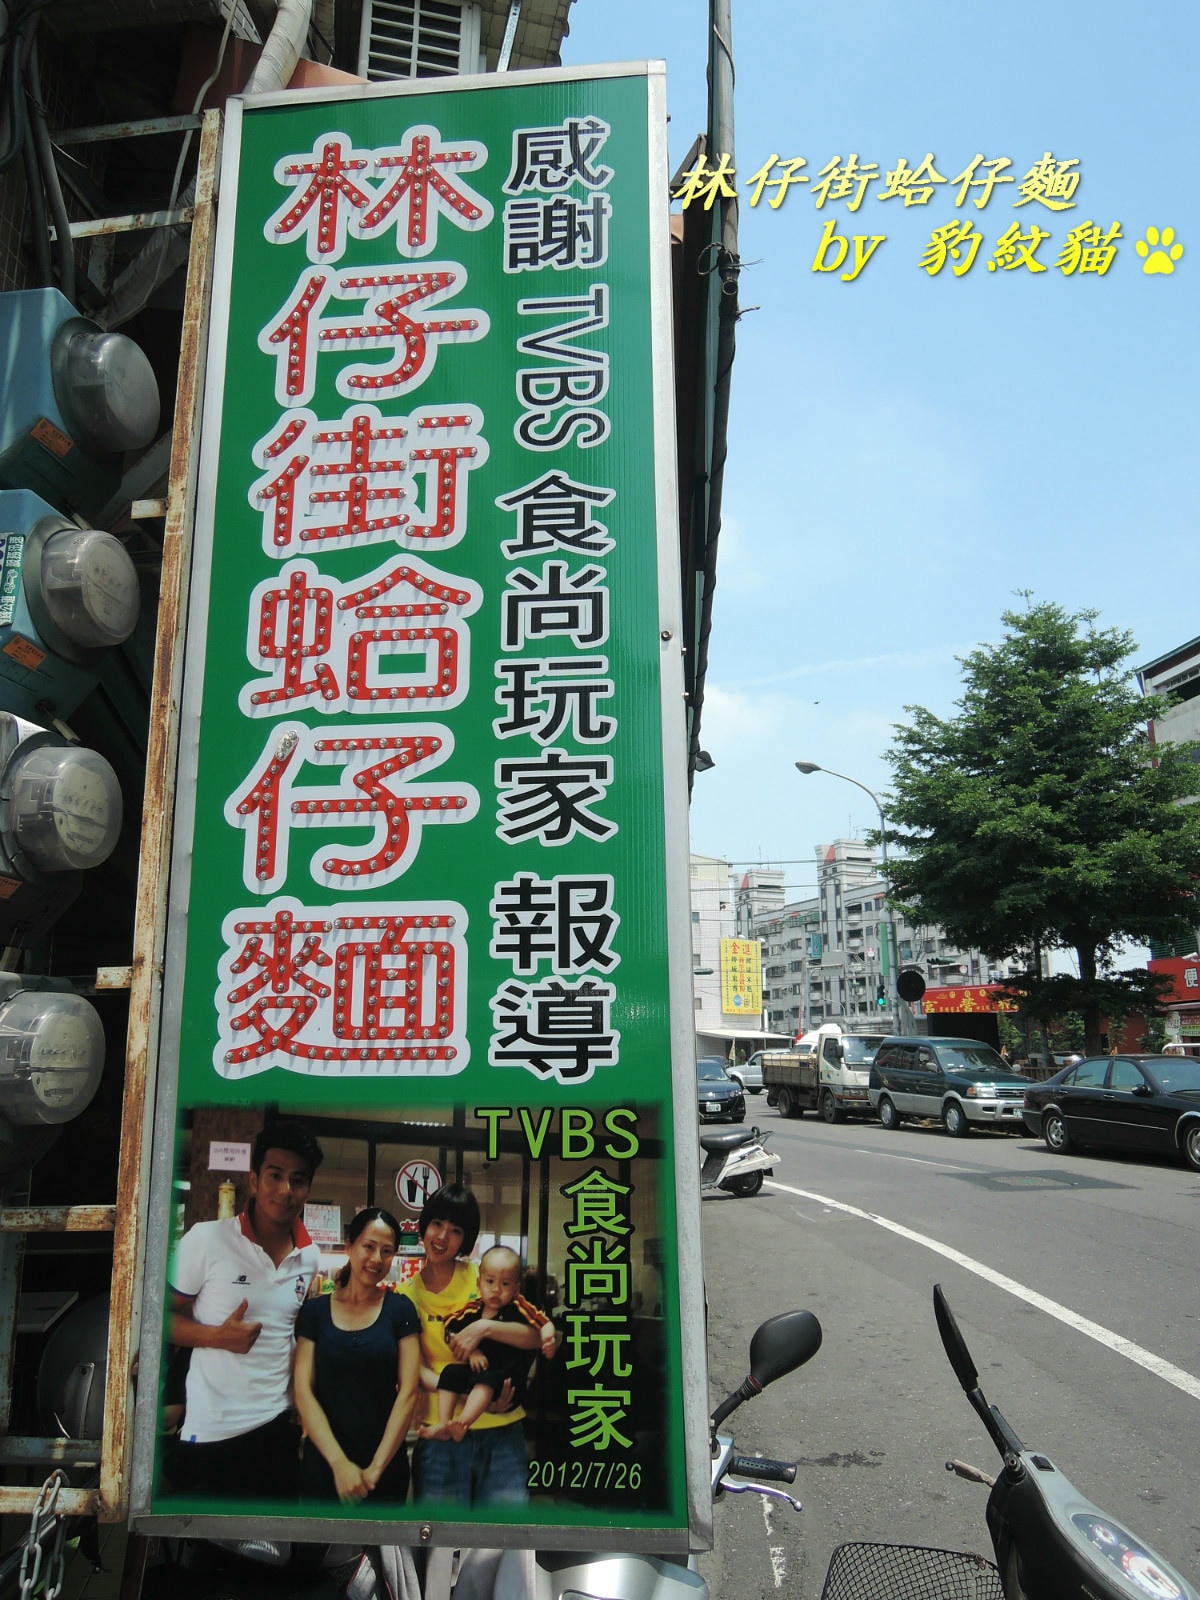 林仔街蛤仔麵
by 豹紋貓
感謝 TVBS 食尚玩家 報導
林仔街蛤仔麵
TVBS
食尚玩家
2012/7/26